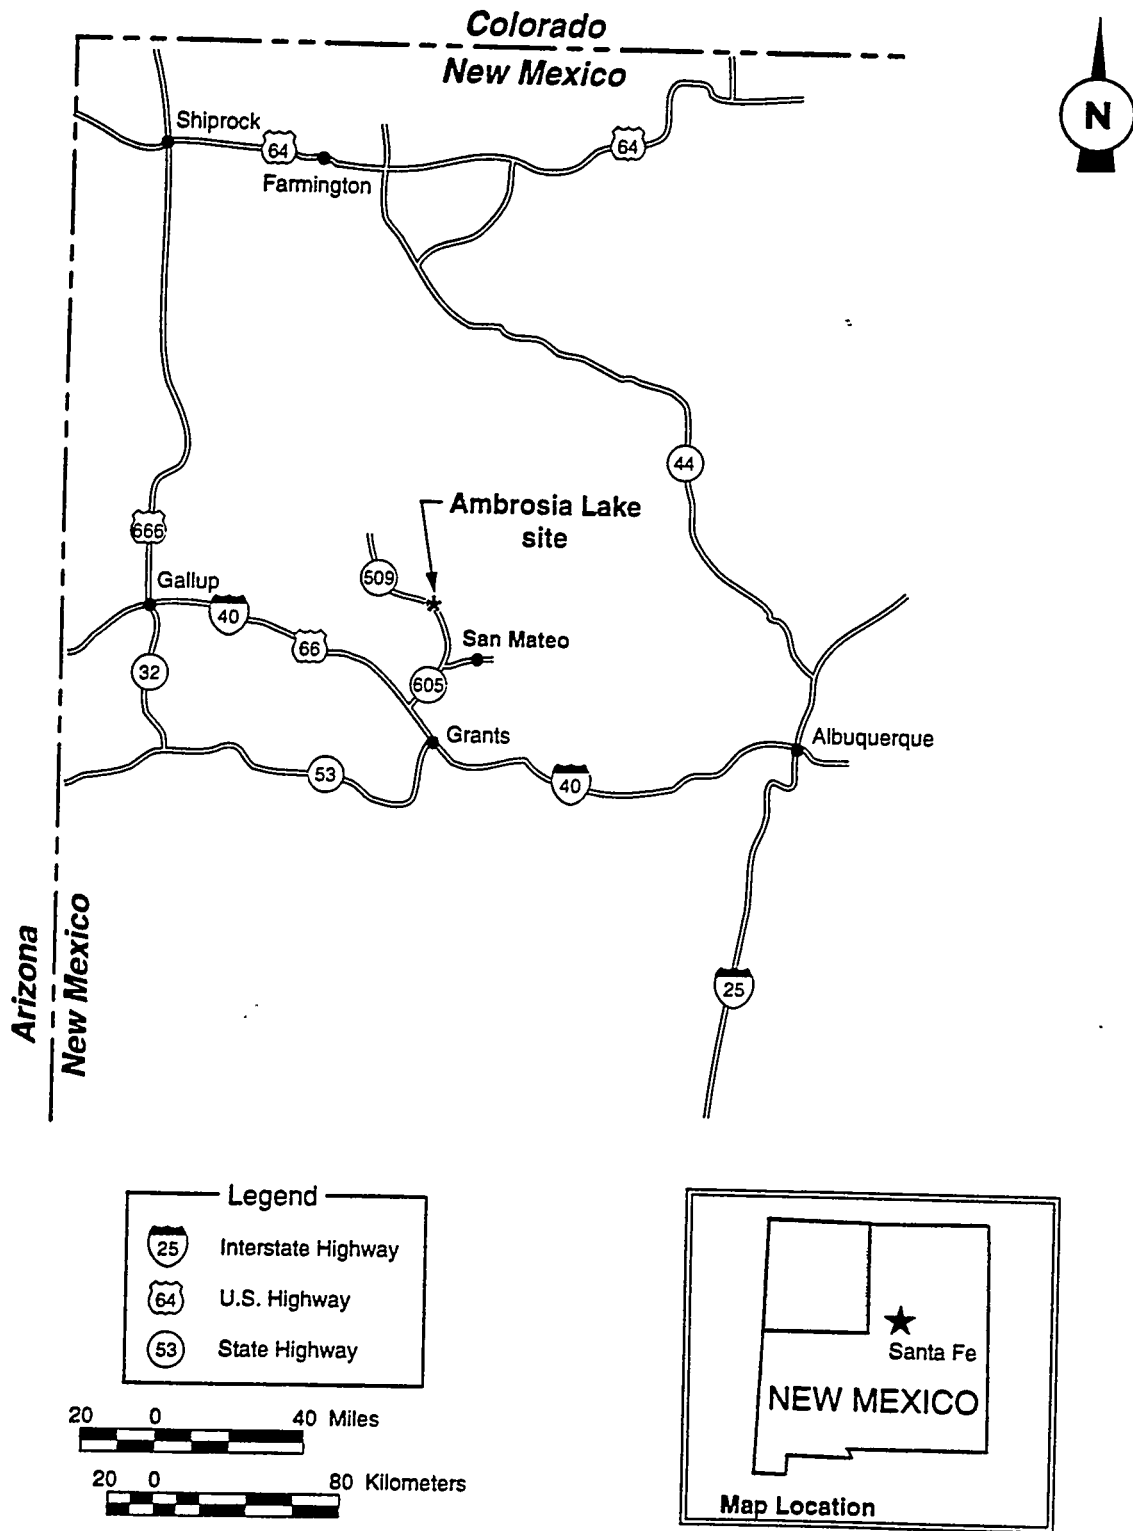 Colorado
New Mexico
N
Shiprock
64
64
Farmington
44
Ambrosia Lake
site
666
509
Gallup
40
66
San Mateo
32
605
Grants
Albuquerque
53
40
Arizona
New Mexico
25
Legend
25 Interstate Highway
64 U.S. Highway
53 State Highway
20 0 40 Miles
20 0 80 Kilometers
Santa Fe
NEW MEXICO
Map Location